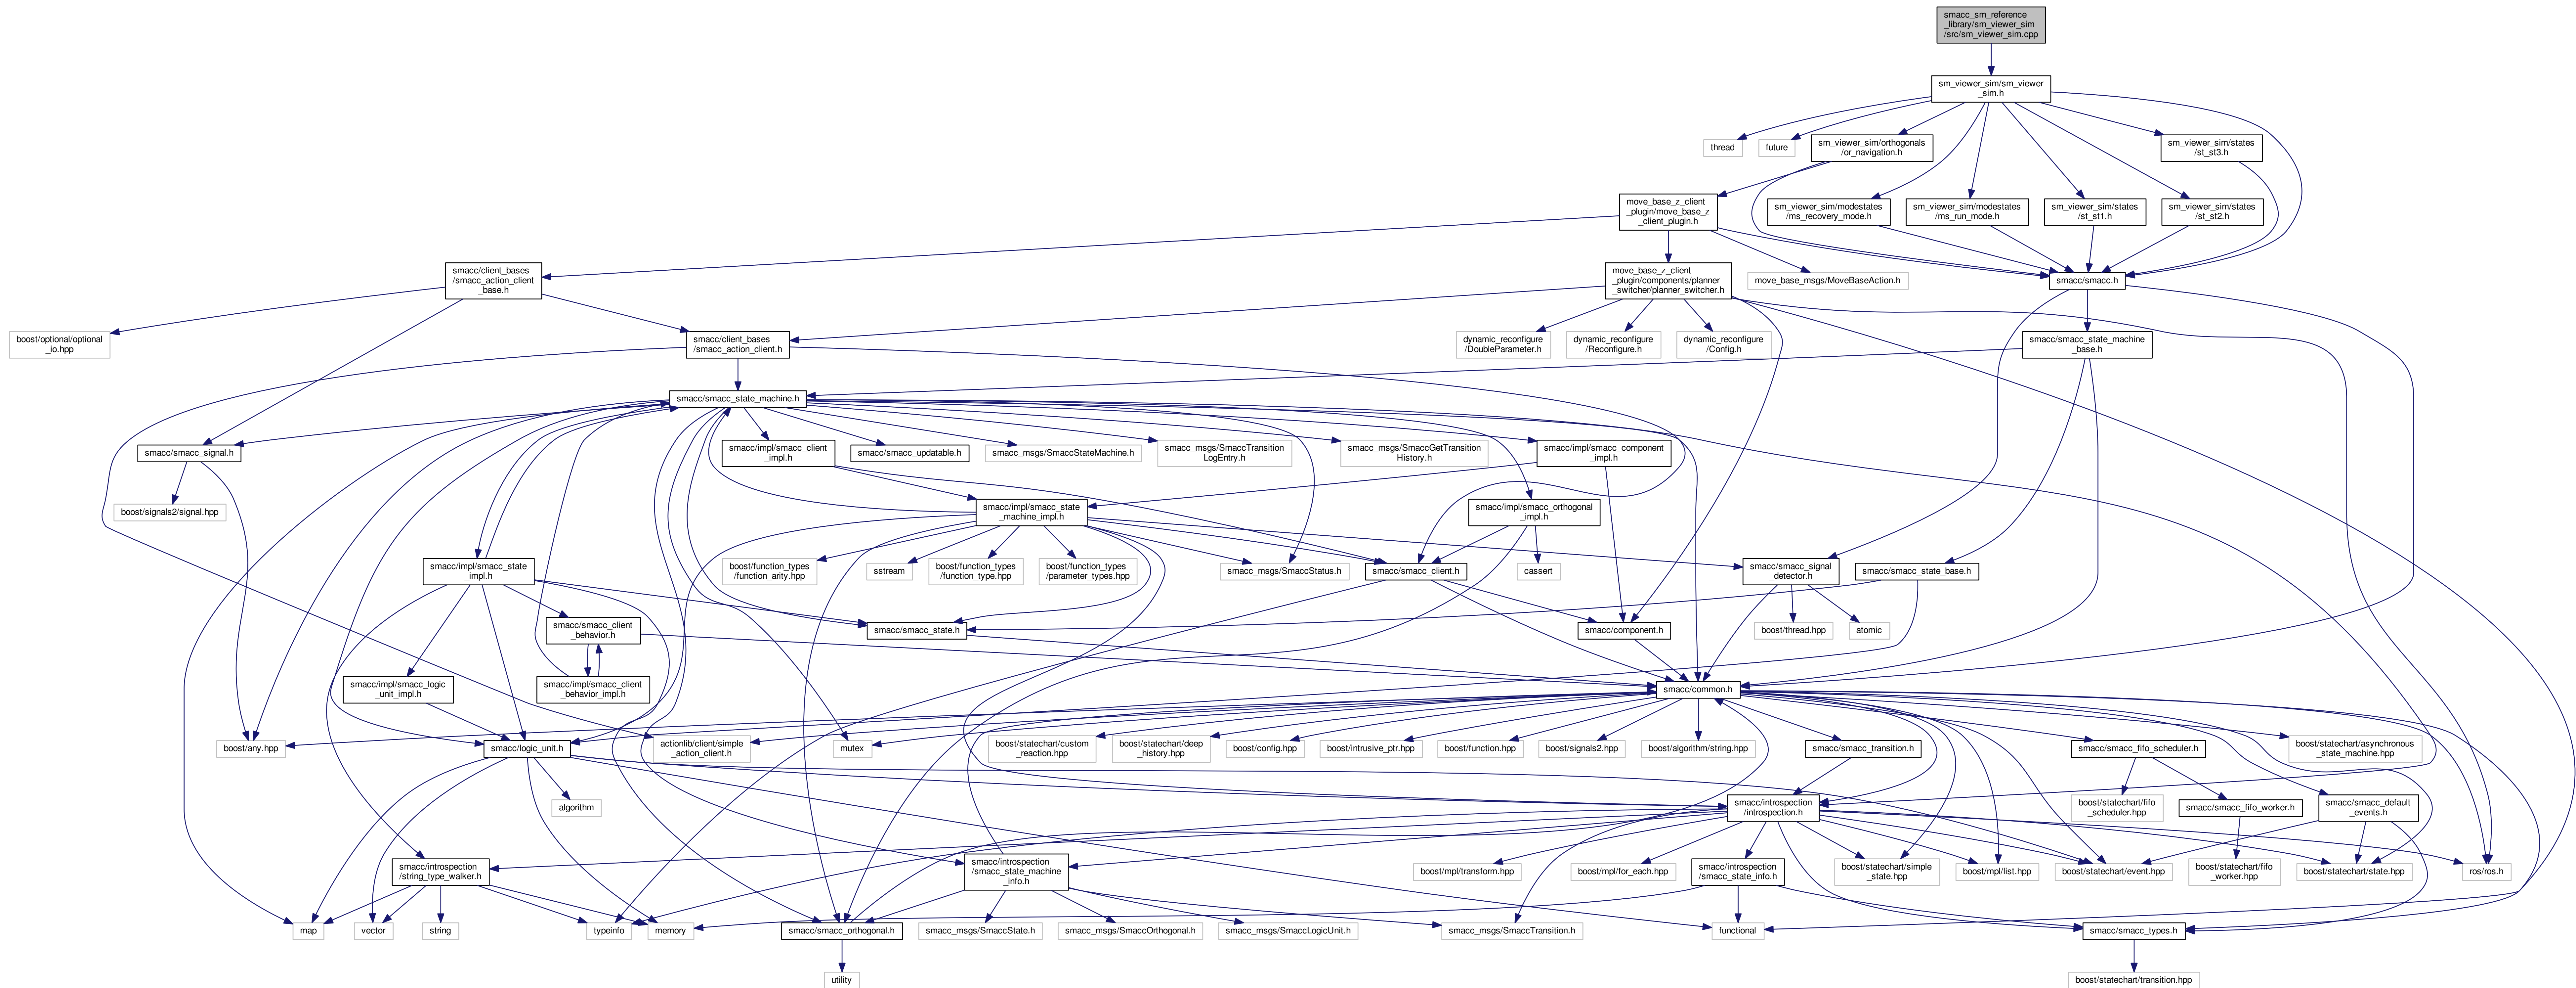 smacc_sm_reference
_library/sm_viewer_sim
/src/sm_viewer_sim.cpp
sm_viewer_sim/sm_viewer
_sim.h
thread
future
sm_viewer_sim/orthogonals
/or_navigation.h
sm_viewer_sim/states
/st_st3.h
move_base_z_client
_plugin/move_base_z
_client_plugin.h
sm_viewer_sim/modestates
/ms_recovery_mode.h
sm_viewer_sim/modestates
/ms_run_mode.h
sm_viewer_sim/states
/st_st1.h
sm_viewer_sim/states
/st_st2.h
smacc/client_bases
/smacc_action_client
_base.h
move_base_z_client
_plugin/components/planner
_switcher/planner_switcher.h
move_base_msgs/MoveBaseAction.h
smacc/smacc.h
boost/optional/optional
_io.hpp
smacc/client_bases
/smacc_action_client.h
dynamic_reconfigure
/DoubleParameter.h
dynamic_reconfigure
/Reconfigure.h
dynamic_reconfigure
/Config.h
smacc/smacc_state_machine
_base.h
smacc/smacc_state_machine.h
smacc/smacc_signal.h
smacc/impl/smacc_client
_impl.h
smacc/smacc_updatable.h
smacc_msgs/SmaccStateMachine.h
smacc_msgs/SmaccTransition
LogEntry.h
smacc_msgs/SmaccGetTransition
History.h
smacc/impl/smacc_component
_impl.h
boost/signals2/signal.hpp
smacc/impl/smacc_state
_machine_impl.h
smacc/impl/smacc_orthogonal
_impl.h
smacc/impl/smacc_state
_impl.h
boost/function_types
/function_arity.hpp
sstream
boost/function_types
/function_type.hpp
boost/function_types
/parameter_types.hpp
smacc_msgs/SmaccStatus.h
smacc/smacc_client.h
cassert
smacc/smacc_signal
_detector.h
smacc/smacc_state_base.h
smacc/smacc_client
_behavior.h
smacc/smacc_state.h
smacc/component.h
boost/thread.hpp
atomic
smacc/impl/smacc_logic
_unit_impl.h
smacc/impl/smacc_client
_behavior_impl.h
smacc/common.h
boost/any.hpp
smacc/logic_unit.h
actionlib/client/simple
_action_client.h
mutex
boost/statechart/custom
_reaction.hpp
boost/statechart/deep
_history.hpp
boost/config.hpp
boost/intrusive_ptr.hpp
boost/function.hpp
boost/signals2.hpp
boost/algorithm/string.hpp
smacc/smacc_transition.h
smacc/smacc_fifo_scheduler.h
boost/statechart/asynchronous
_state_machine.hpp
algorithm
smacc/introspection
/introspection.h
boost/statechart/fifo
_scheduler.hpp
smacc/smacc_fifo_worker.h
smacc/smacc_default
_events.h
smacc/introspection
/string_type_walker.h
smacc/introspection
/smacc_state_machine
_info.h
boost/mpl/transform.hpp
boost/mpl/for_each.hpp
smacc/introspection
/smacc_state_info.h
boost/statechart/simple
_state.hpp
boost/mpl/list.hpp
boost/statechart/event.hpp
boost/statechart/fifo
_worker.hpp
boost/statechart/state.hpp
ros/ros.h
map
vector
string
typeinfo
memory
smacc/smacc_orthogonal.h
smacc_msgs/SmaccState.h
smacc_msgs/SmaccOrthogonal.h
smacc_msgs/SmaccLogicUnit.h
smacc_msgs/SmaccTransition.h
functional
smacc/smacc_types.h
utility
boost/statechart/transition.hpp